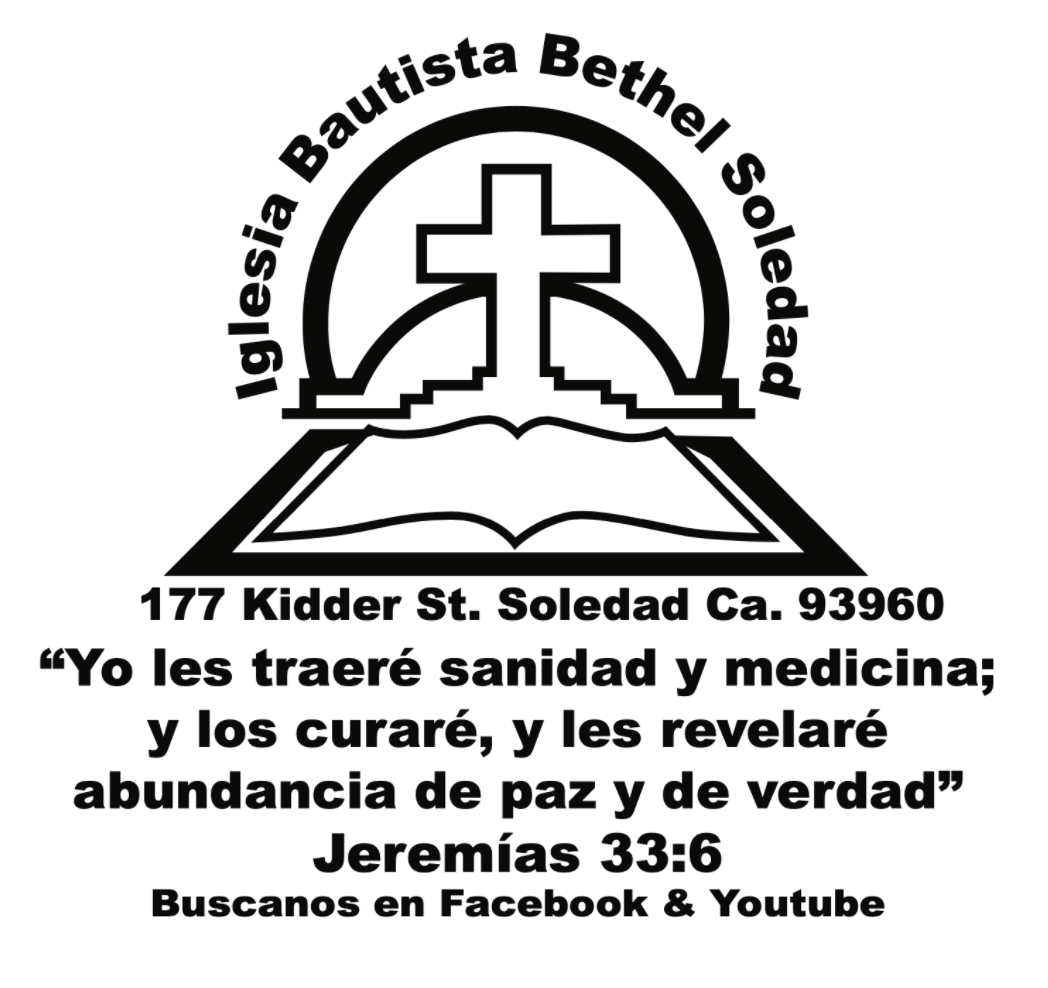 Iglesia Bautista Bethel Soledad
177 Kidder St. Soledad Ca. 93960
“Yo les traeré sanidad y medicina;
y los curaré, y les revelaré
abundancia de paz y de verdad”
Jeremías 33:6
Buscanos en Facebook & Youtube